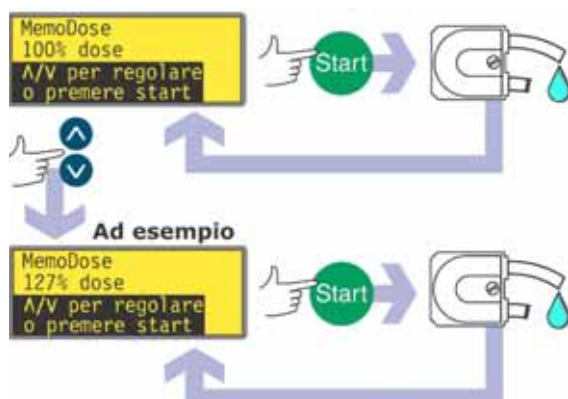 MemoDose
100% dose
Λ/V per regolare
o premere start
Start
Ad esempio
MemoDose
127% dose
Λ/V per regolare
o premere start
Start